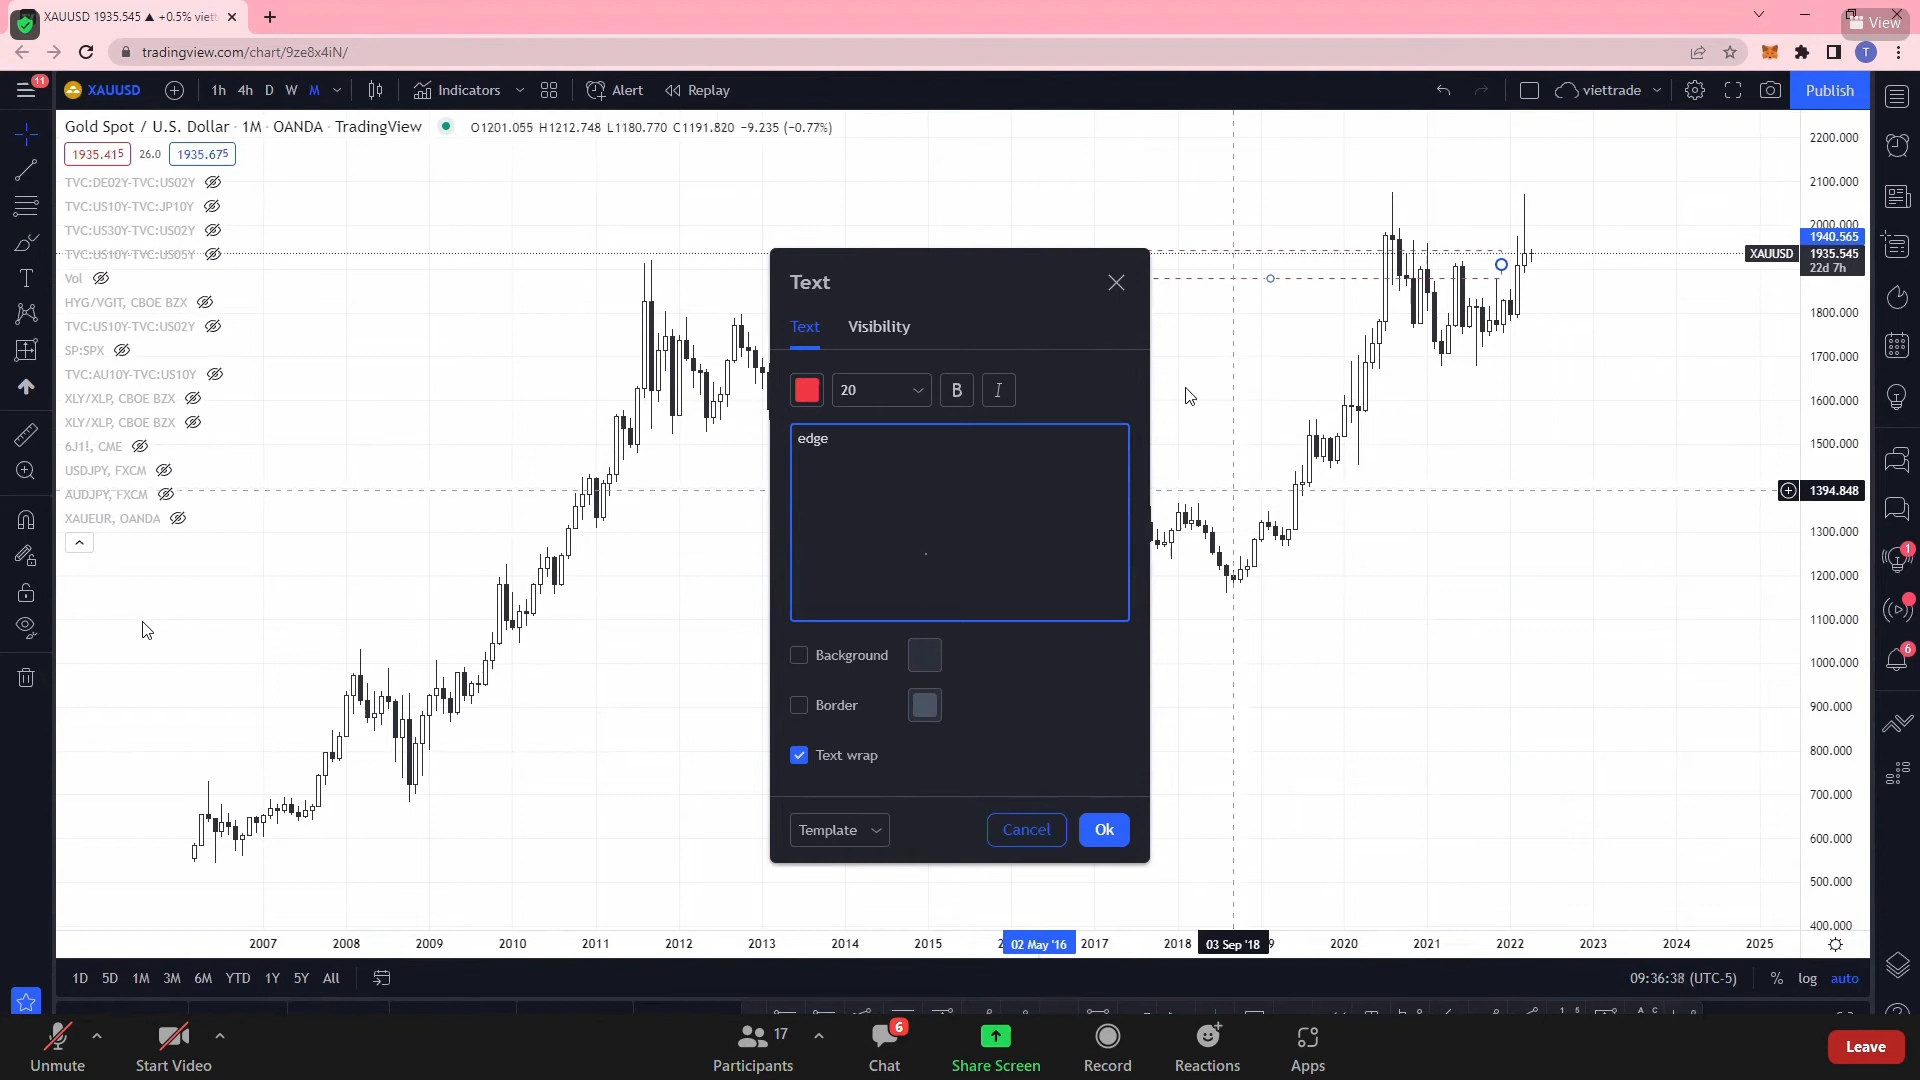 XAUUSD 1935.545 ▲ +0.5% viett
View
tradingview.com/chart/9ze8x4iN/
T
11
XAUUSD
1h 4h D W M
Indicators
Alert
Replay
viettrade
Publish
Gold Spot / U.S. Dollar · 1M · OANDA · TradingView
O1201.055 H1212.748 L1180.770 C1191.820 −9.235 (−0.77%)
1935.415 26.0 1935.675
TVC:DE02Y-TVC:US02Y
TVC:US10Y-TVC:JP10Y
TVC:US30Y-TVC:US02Y
TVC:US10Y-TVC:US05Y
Vol
HYG/VGIT, CBOE BZX
TVC:US10Y-TVC:US02Y
SP:SPX
TVC:AU10Y-TVC:US10Y
XLY/XLP, CBOE BZX
XLY/XLP, CBOE BZX
6J1!, CME
USDJPY, FXCM
AUDJPY, FXCM
XAUEUR, OANDA
Text
Text Visibility
20 B I
edge
Background
Border
Text wrap
Template
Cancel
Ok
2200.000
2100.000
2000.000
1940.565
XAUUSD 1935.545
22d 7h
1800.000
1700.000
1600.000
1500.000
1394.848
1300.000
1200.000
1100.000
1000.000
900.000
800.000
700.000
600.000
500.000
400.000
1
6
2007 2008 2009 2010 2011 2012 2013 2014 2015 02 May '16 2017 2018 03 Sep '18 2020 2021 2022 2023 2024 2025
1D 5D 1M 3M 6M YTD 1Y 5Y All
09:36:38 (UTC-5) % log auto
Unmute
Start Video
17
Participants
6
Chat
Share Screen
Record
Reactions
Apps
Leave